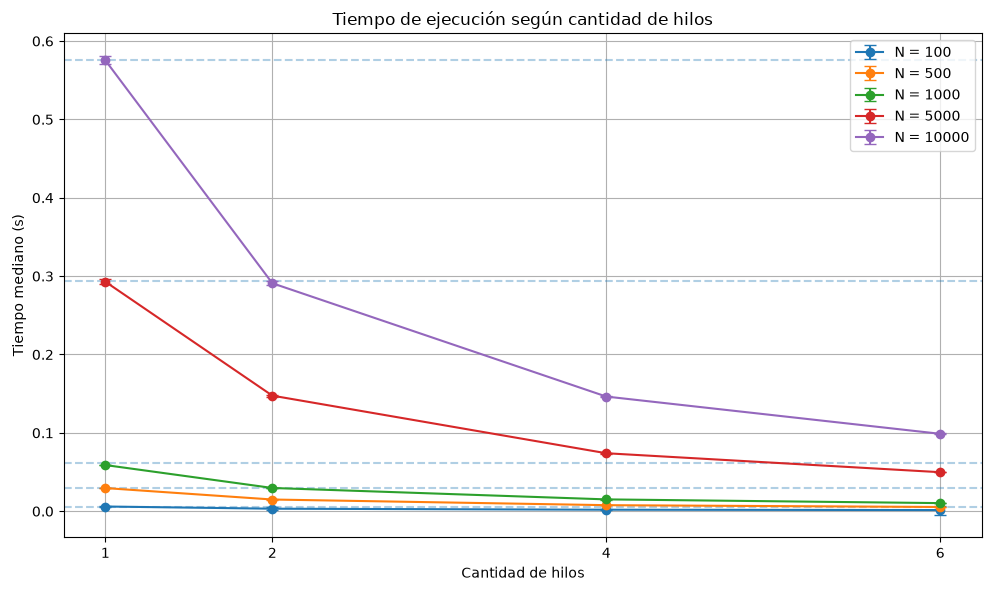 Tiempo de ejecución según cantidad de hilos
Tiempo mediano (s)
0.6
0.5
0.4
0.3
0.2
0.1
0.0
N = 100
N = 500
N = 1000
N = 5000
N = 10000
1
2
4
6
Cantidad de hilos